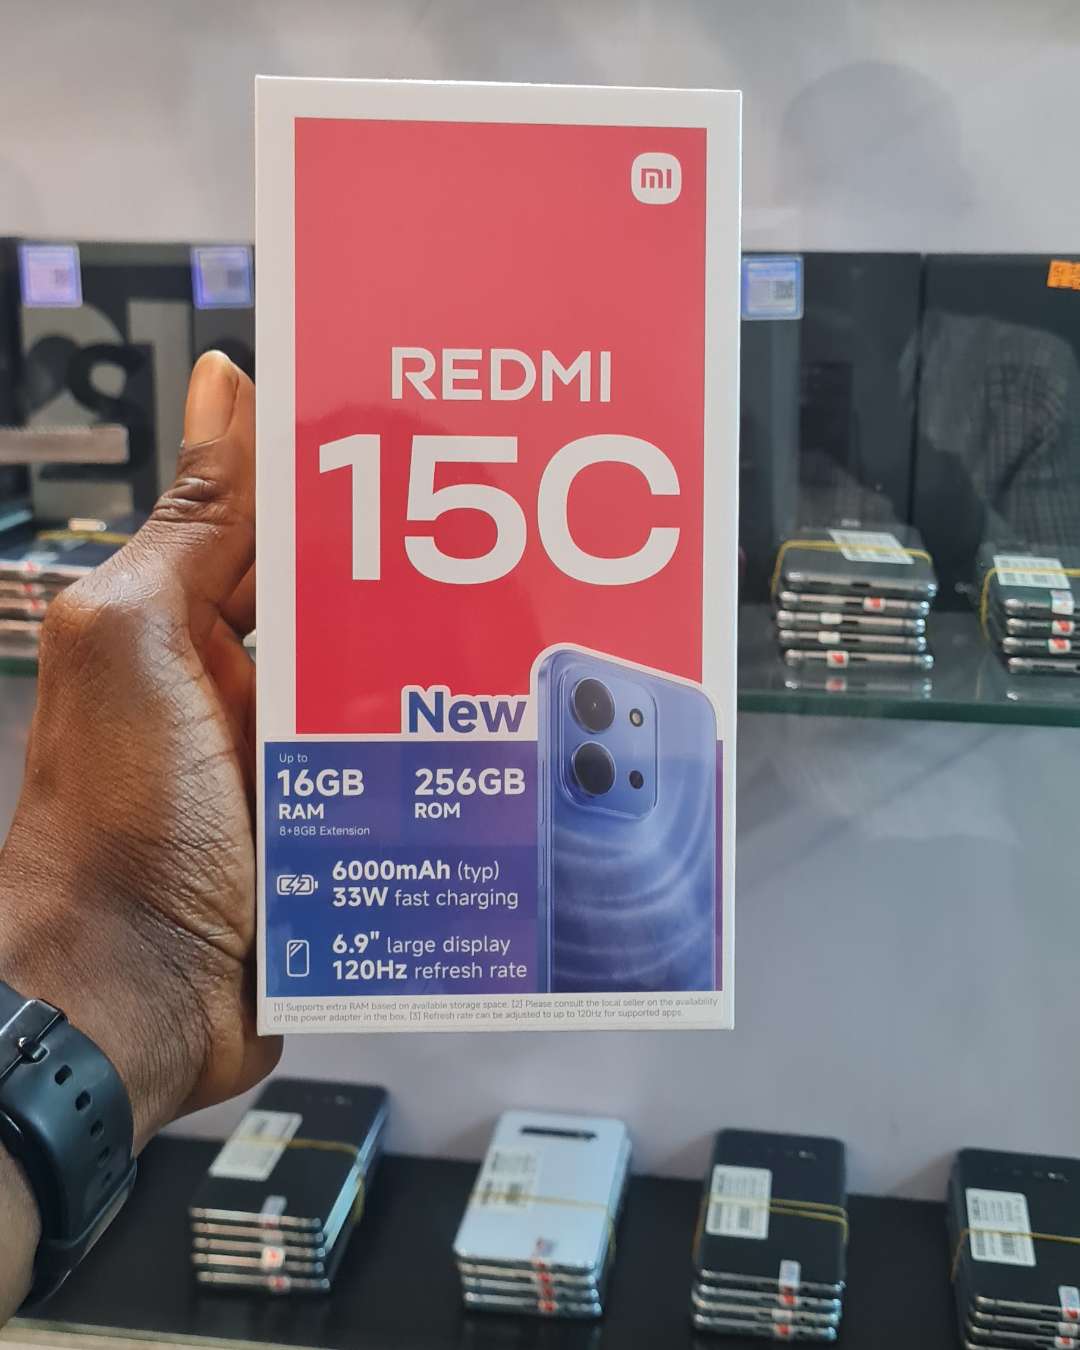 mi
REDMI
15C
New
Up to
16GB
RAM
8+8GB Extension
256GB
ROM
6000mAh (typ)
33W fast charging
6.9" large display
120Hz refresh rate
[1] Supports extra RAM based on available storage space. [2] Please consult the local seller on the availability
of the power adapter in the box. [3] Refresh rate can be adjusted to up to 120Hz for supported apps.